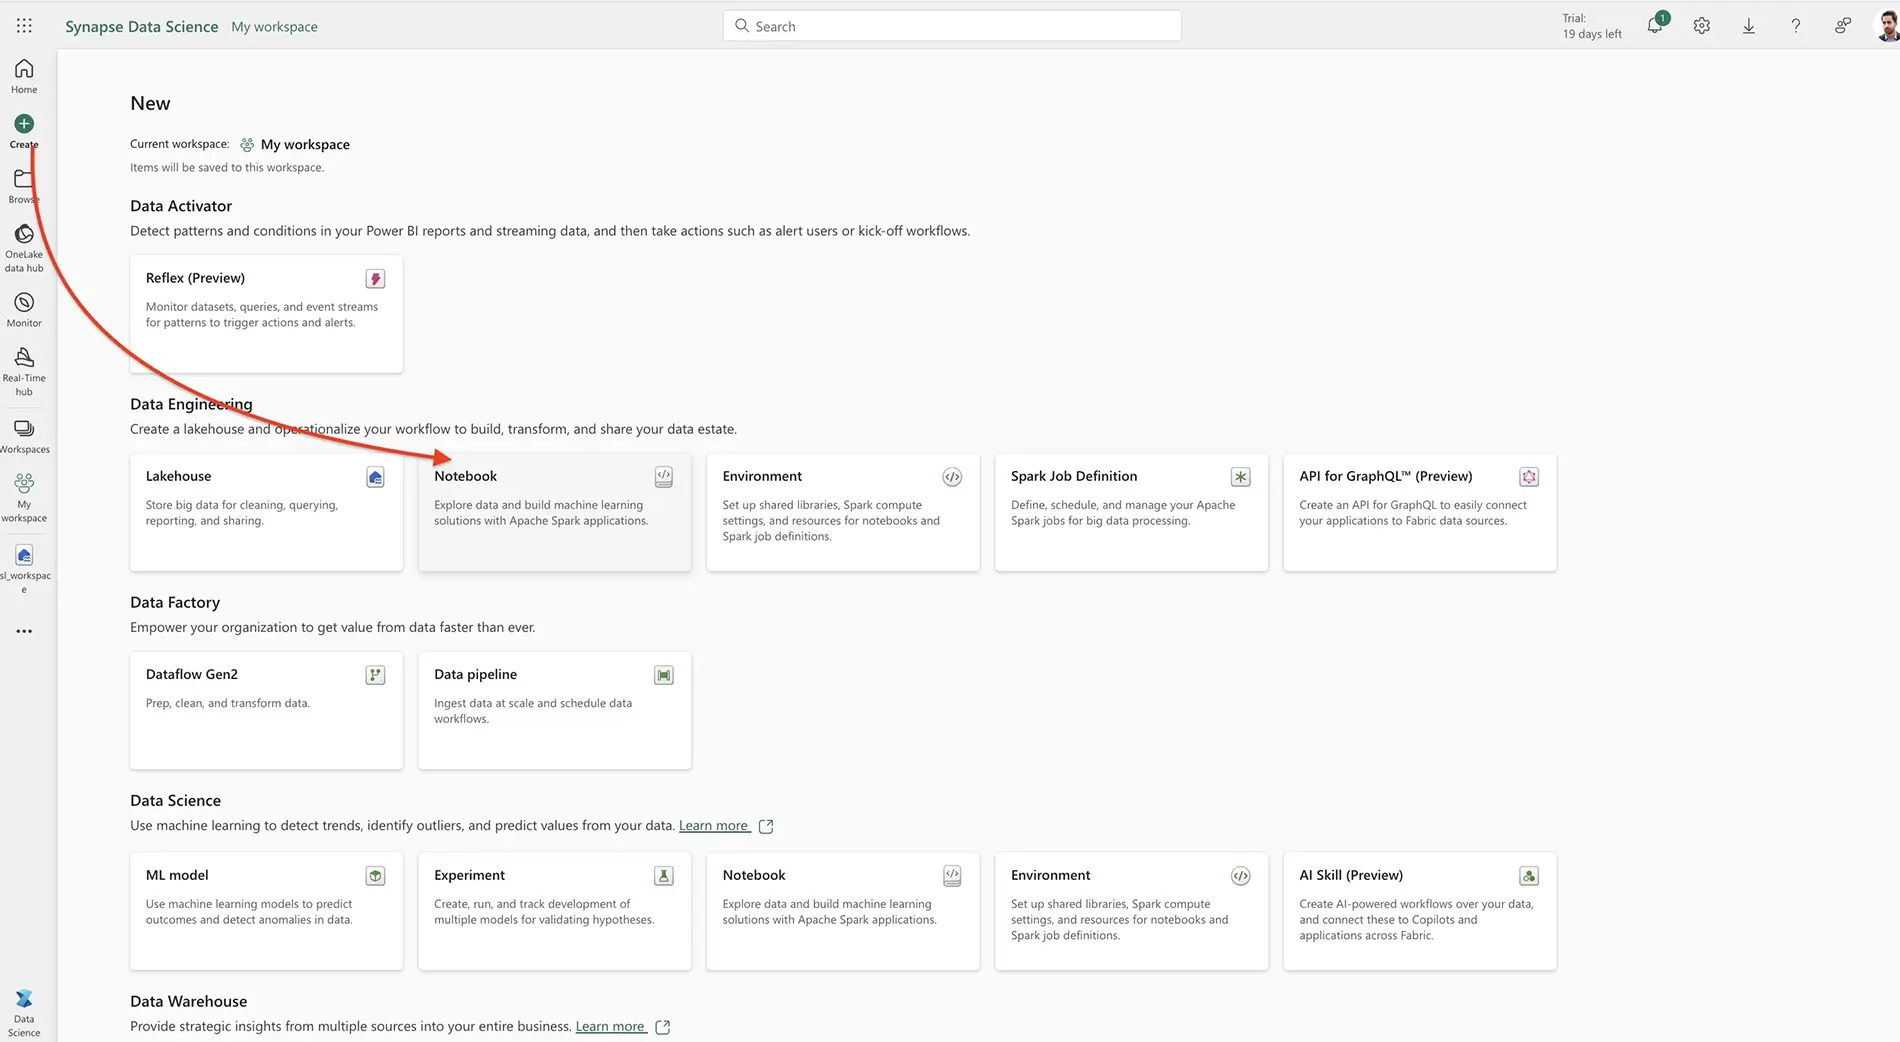 Synapse Data Science My workspace
Search
Trial:
19 days left
1
Home
Create
Browse
OneLake
data hub
Monitor
Real-Time
hub
Workspaces
My
workspace
sl_workspac
e
Data
Science
New
Current workspace: My workspace
Items will be saved to this workspace.
Data Activator
Detect patterns and conditions in your Power BI reports and streaming data, and then take actions such as alert users or kick-off workflows.
Reflex (Preview)
Monitor datasets, queries, and event streams
for patterns to trigger actions and alerts.
Data Engineering
Create a lakehouse and operationalize your workflow to build, transform, and share your data estate.
Lakehouse
Store big data for cleaning, querying,
reporting, and sharing.
Notebook
Explore data and build machine learning
solutions with Apache Spark applications.
Environment
Set up shared libraries, Spark compute
settings, and resources for notebooks and
Spark job definitions.
Spark Job Definition
Define, schedule, and manage your Apache
Spark jobs for big data processing.
API for GraphQL™ (Preview)
Create an API for GraphQL to easily connect
your applications to Fabric data sources.
Data Factory
Empower your organization to get value from data faster than ever.
Dataflow Gen2
Prep, clean, and transform data.
Data pipeline
Ingest data at scale and schedule data
workflows.
Data Science
Use machine learning to detect trends, identify outliers, and predict values from your data. Learn more
ML model
Use machine learning models to predict
outcomes and detect anomalies in data.
Experiment
Create, run, and track development of
multiple models for validating hypotheses.
Notebook
Explore data and build machine learning
solutions with Apache Spark applications.
Environment
Set up shared libraries, Spark compute
settings, and resources for notebooks and
Spark job definitions.
AI Skill (Preview)
Create AI-powered workflows over your data,
and connect these to Copilots and
applications across Fabric.
Data Warehouse
Provide strategic insights from multiple sources into your entire business. Learn more